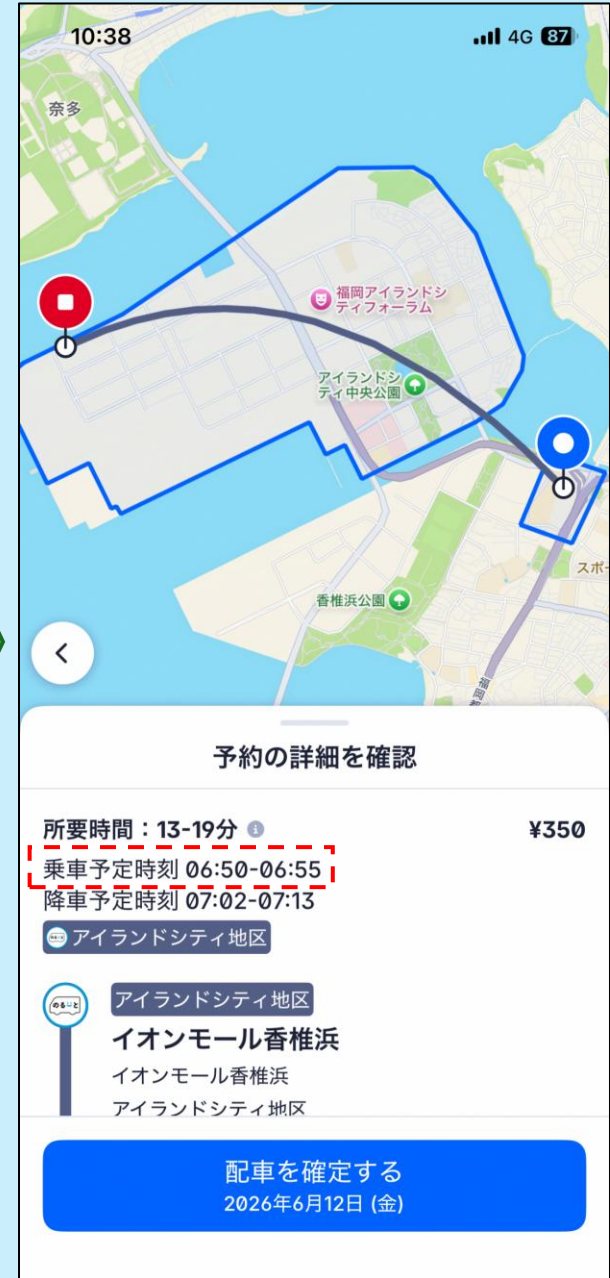 10:38
4G 87
奈多
福岡アイランドシ
ティフォーラム
アイランドシ
ティ中央公園
スポー
香椎浜公園
福岡都
予約の詳細を確認
所要時間：13-19分
¥350
乗車予定時刻 06:50-06:55
降車予定時刻 07:02-07:13
アイランドシティ地区
のるーと
アイランドシティ地区
イオンモール香椎浜
イオンモール香椎浜
アイランドシティ地区
配車を確定する
2026年6月12日 (金)